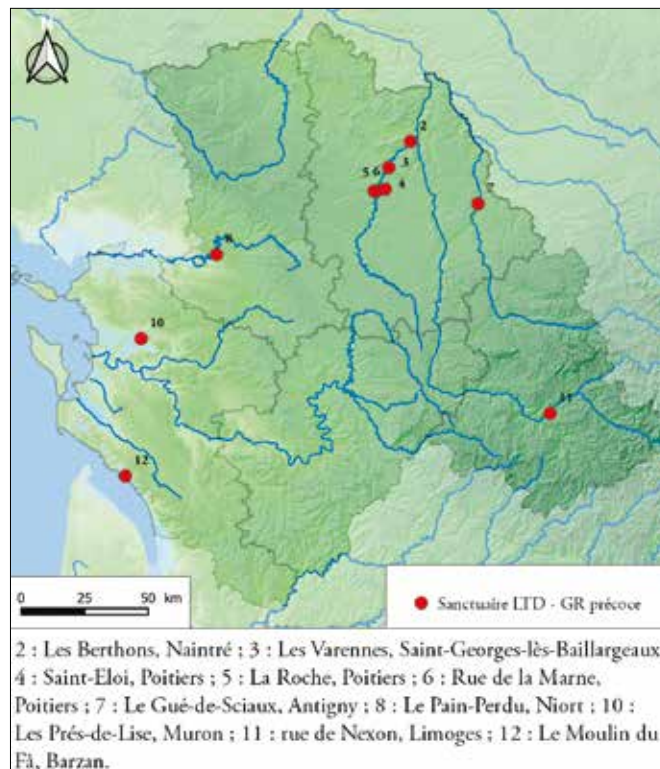 N
2
3
5 6
4
7
8
10
11
12
0 25 50 km
Sanctuaire LTD - GR précoce
2 : Les Berthons, Naintré ; 3 : Les Varennes, Saint-Georges-lès-Baillargeaux
4 : Saint-Eloi, Poitiers ; 5 : La Roche, Poitiers ; 6 : Rue de la Marne,
Poitiers ; 7 : Le Gué-de-Sciaux, Antigny ; 8 : Le Pain-Perdu, Niort ; 10 :
Les Prés-de-Lise, Muron ; 11 : rue de Nexon, Limoges ; 12 : Le Moulin du
Fâ, Barzan.